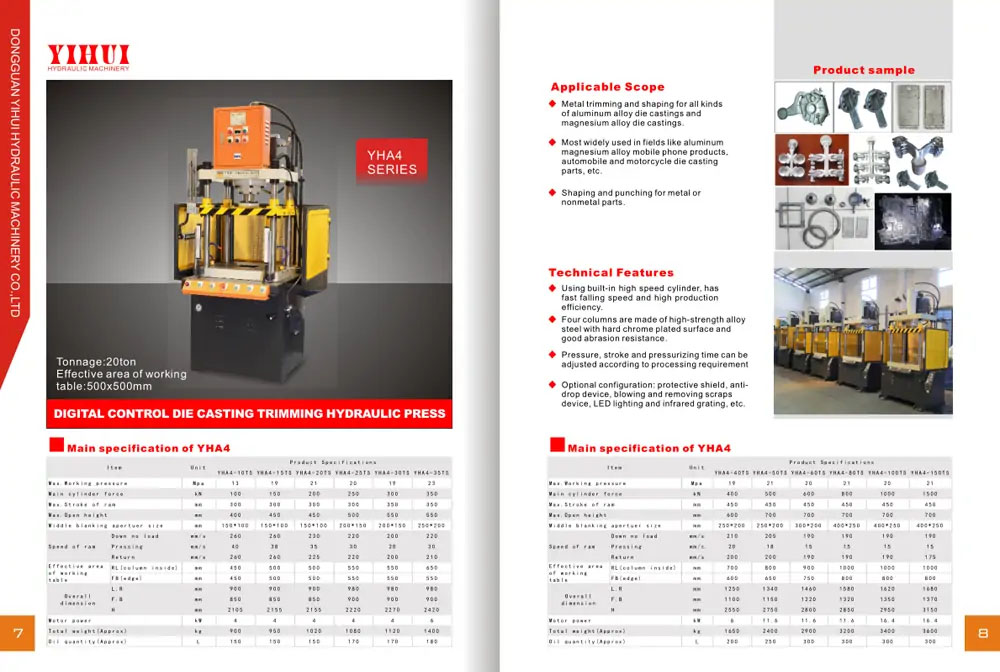 DONGGUAN YIHUI HYDRAULIC MACHINERY CO.,LTD
YIHUI
HYDRAULIC MACHINERY
YHA4
SERIES
Tonnage:20ton
Effective area of working
table:500x500mm
DIGITAL CONTROL DIE CASTING TRIMMING HYDRAULIC PRESS
Main specification of YHA4
Item Unit Product Specifications
YHA4-10TS YHA4-15TS YHA4-20TS YHA4-25TS YHA4-30TS YHA4-35TS
Max.Working pressure Mpa 13 19 21 20 19 23
Main cylinder force kN 100 150 200 250 300 350
Max.Stroke of ram mm 300 300 300 300 350 350
Max.Open height mm 400 450 450 500 550 650
Middle blanking apertuer size mm 150*100 150*100 150*100 200*150 200*150 250*200
Speed of ram
Down no load mm/s 260 260 230 220 200 220
Pressing mm/s 40 38 35 30 20 30
Return mm/s 260 260 225 220 200 210
Effective area
of working
table
RL(column inside) mm 450 500 500 550 550 650
FB(edge) mm 450 500 500 500 500 550
Overall
dimension
L.R mm 900 900 900 980 980 980
F.B mm 850 850 850 900 900 900
H mm 2105 2155 2155 2220 2270 2420
Motor power kW 4 4 4 4 4 6
Total weight(Approx) kg 900 950 1020 1080 1120 1400
Oil quantity(Approx) L 150 150 150 170 170 180
7
Product sample
Applicable Scope
Metal trimming and shaping for all kinds
of aluminum alloy die castings and
magnesium alloy die castings.
Most widely used in fields like aluminum
magnesium alloy mobile phone products,
automobile and motorcycle die casting
parts, etc.
Shaping and punching for metal or
nonmetal parts.
Technical Features
Using built-in high speed cylinder, has
fast falling speed and high production
efficiency.
Four columns are made of high-strength alloy
steel with hard chrome plated surface and
good abrasion resistance.
Pressure, stroke and pressurizing time can be
adjusted according to processing requirement
Optional configuration: protective shield, anti-
drop device, blowing and removing scraps
device, LED lighting and infrared grating, etc.
Main specification of YHA4
Item Unit Product Specifications
YHA4-40TS YHA4-50TS YHA4-60TS YHA4-80TS YHA4-100TS YHA4-150TS
Max.Working pressure Mpa 19 20 21 20 21 21
Main cylinder force kN 400 500 600 800 1000 1500
Max.Stroke of ram mm 450 450 450 450 450 450
Max.Open height mm 600 700 700 700 700 700
Middle blanking apertuer size mm 250*200 250*200 300*200 400*250 400*250 400*250
Speed of ram
Down no load mm/s 210 205 190 190 190 190
Pressing mm/s 20 18 15 15 15 15
Return mm/s 200 200 190 190 190 175
Effective area
of working
table
RL(column inside) mm 700 800 900 1000 1000 1000
FB(edge) mm 600 650 750 800 800 800
Overall
dimension
L.R mm 1250 1340 1460 1580 1620 1680
F.B mm 1100 1150 1220 1320 1350 1370
H mm 2550 2750 2800 2850 2950 3150
Motor power kW 6 11.6 11.6 11.6 16.4 16.4
Total weight(Approx) kg 1650 2400 2900 3200 3400 3600
Oil quantity(Approx) L 200 250 300 300 300 300
8